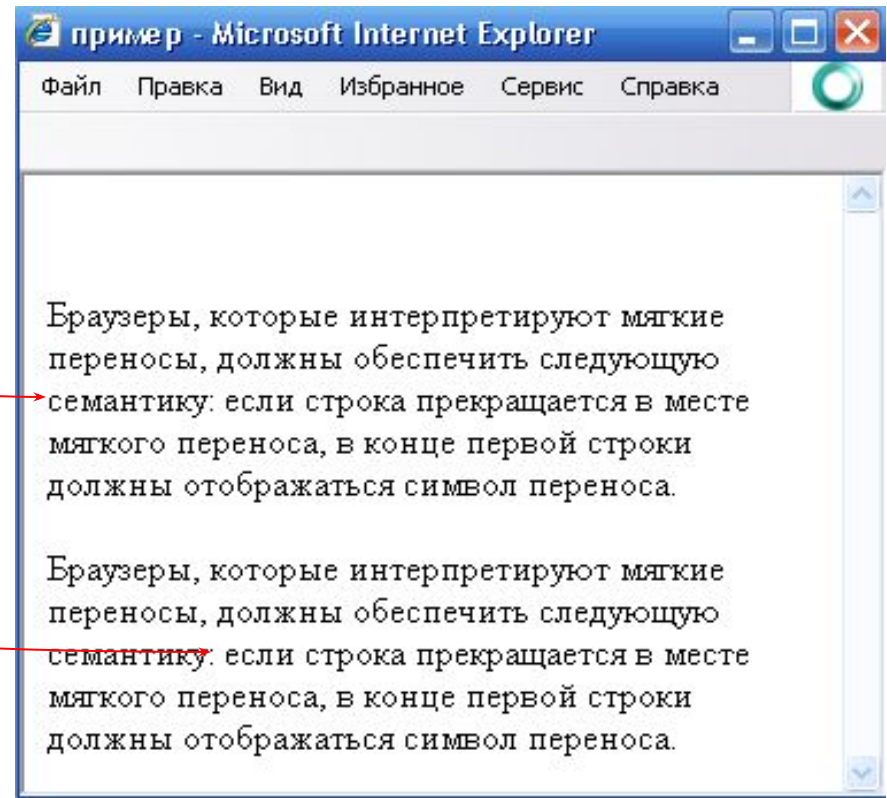 пример - Microsoft Internet Explorer
Файл Правка Вид Избранное Сервис Справка
Браузеры, которые интерпретируют мягкие
переносы, должны обеспечить следующую
семантику: если строка прекращается в месте
мягкого переноса, в конце первой строки
должны отображаться символ переноса.
Браузеры, которые интерпретируют мягкие
переносы, должны обеспечить следующую
семантику: если строка прекращается в месте
мягкого переноса, в конце первой строки
должны отображаться символ переноса.